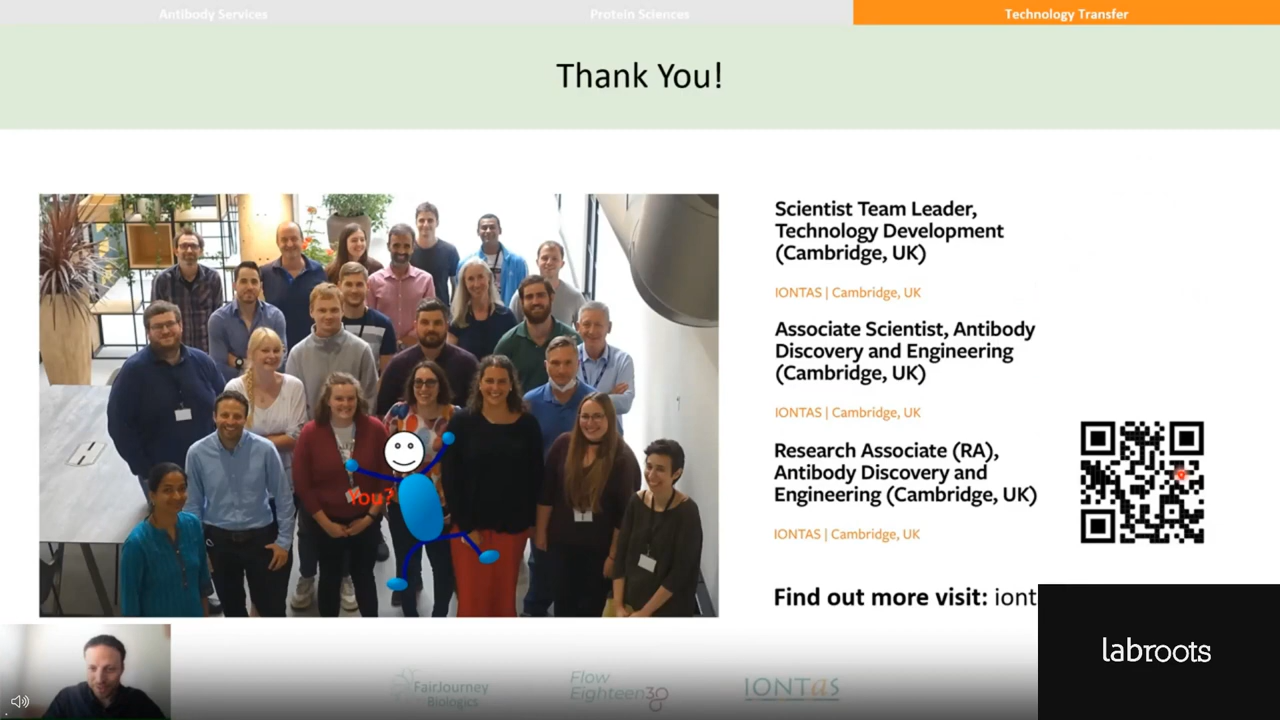 Antibody Services
Protein Sciences
Technology Transfer
Thank You!
Scientist Team Leader,
Technology Development
(Cambridge, UK)
IONTAS | Cambridge, UK
Associate Scientist, Antibody
Discovery and Engineering
(Cambridge, UK)
IONTAS | Cambridge, UK
Research Associate (RA),
Antibody Discovery and
Engineering (Cambridge, UK)
IONTAS | Cambridge, UK
You?
Find out more visit: iont
labroots
FairJourney
Biologics
Flow
Eighteen38
IONTAS